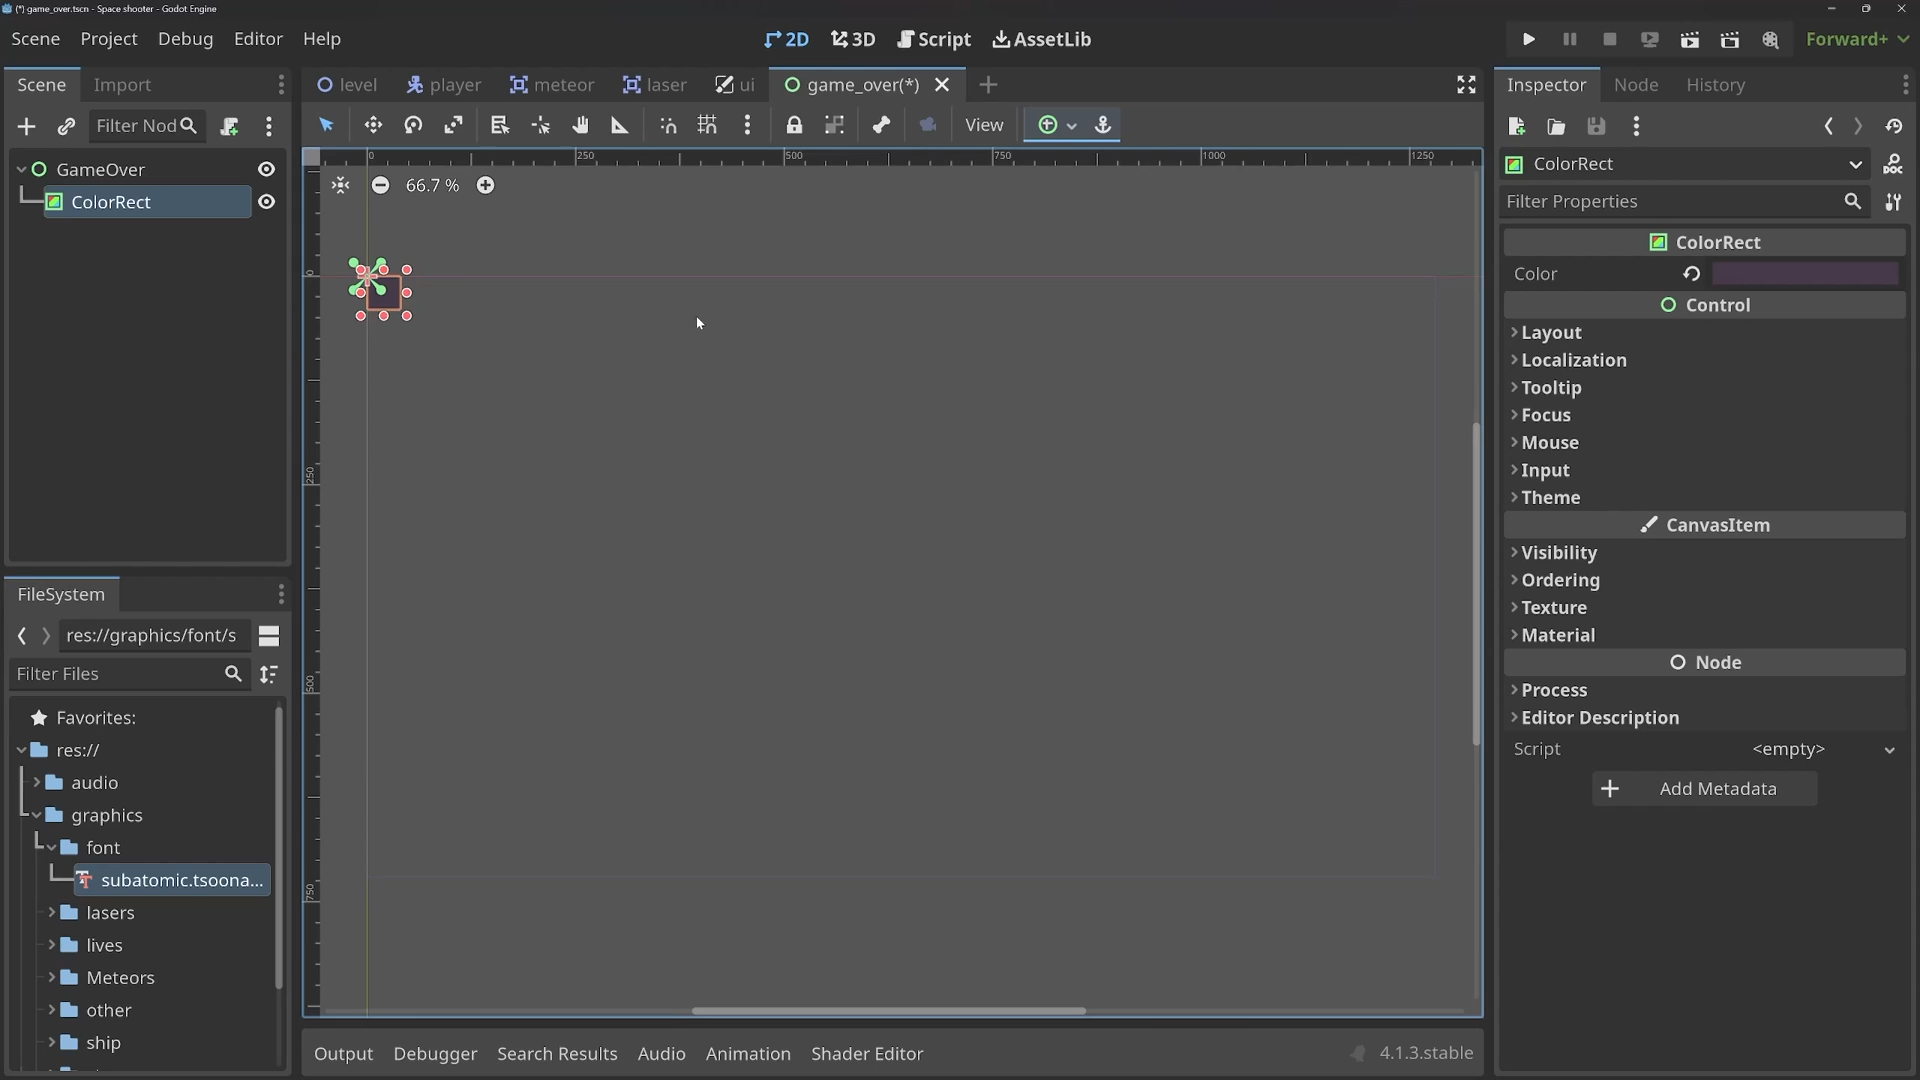 (*) game_over.tscn - Space shooter - Godot Engine
Scene Project Debug Editor Help
2D 3D Script AssetLib
Forward+
Scene Import
level player meteor laser ui game_over(*)
Inspector Node History
Filter Nod
View
GameOver
ColorRect
66.7 %
0 250 500 750 1000 1250
0
250
500
750
ColorRect
Filter Properties
ColorRect
Color
Control
Layout
Localization
Tooltip
Focus
Mouse
Input
Theme
CanvasItem
Visibility
Ordering
Texture
Material
Node
Process
Editor Description
Script <empty>
Add Metadata
FileSystem
res://graphics/font/s
Filter Files
Favorites:
res://
audio
graphics
font
subatomic.tsoona...
lasers
lives
Meteors
other
ship
Output Debugger Search Results Audio Animation Shader Editor
4.1.3.stable